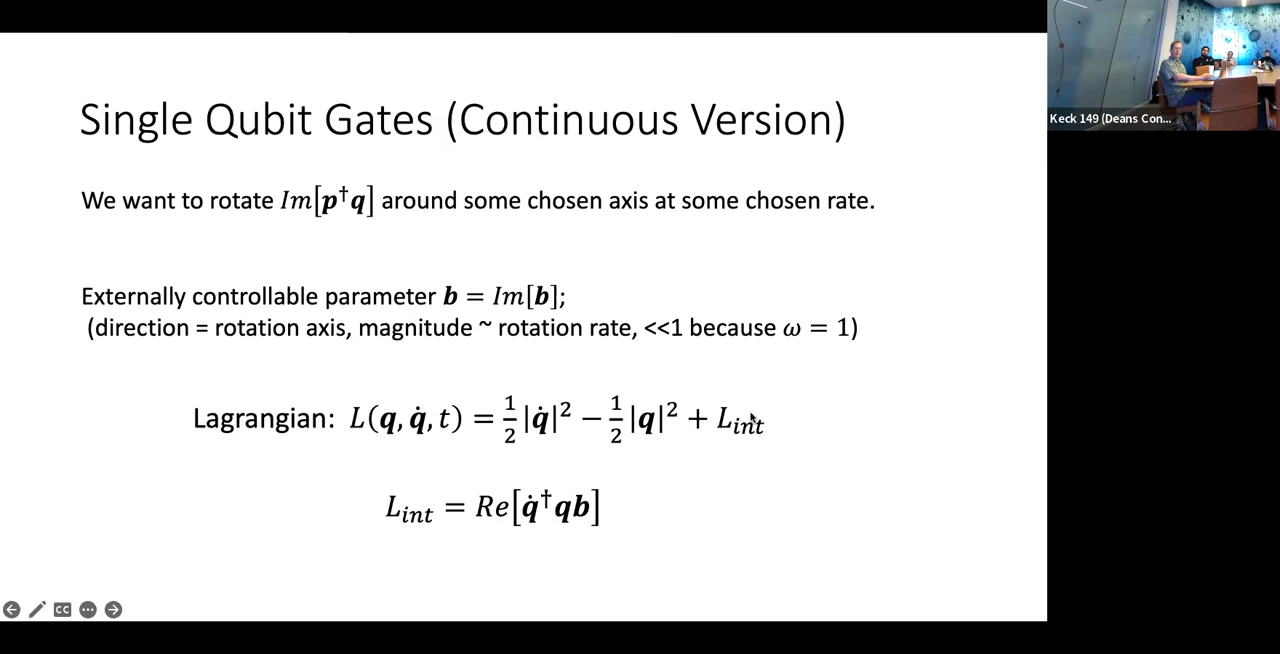 Single Qubit Gates (Continuous Version)
We want to rotate Im[p†q] around some chosen axis at some chosen rate.
Externally controllable parameter b = Im[b];
(direction = rotation axis, magnitude ~ rotation rate, <<1 because ω = 1)
Lagrangian: L(q, q̇, t) = 1/2 |q̇|² − 1/2 |q|² + L_int
L_int = Re[q̇†qb]
CC
Keck 149 (Deans Con...